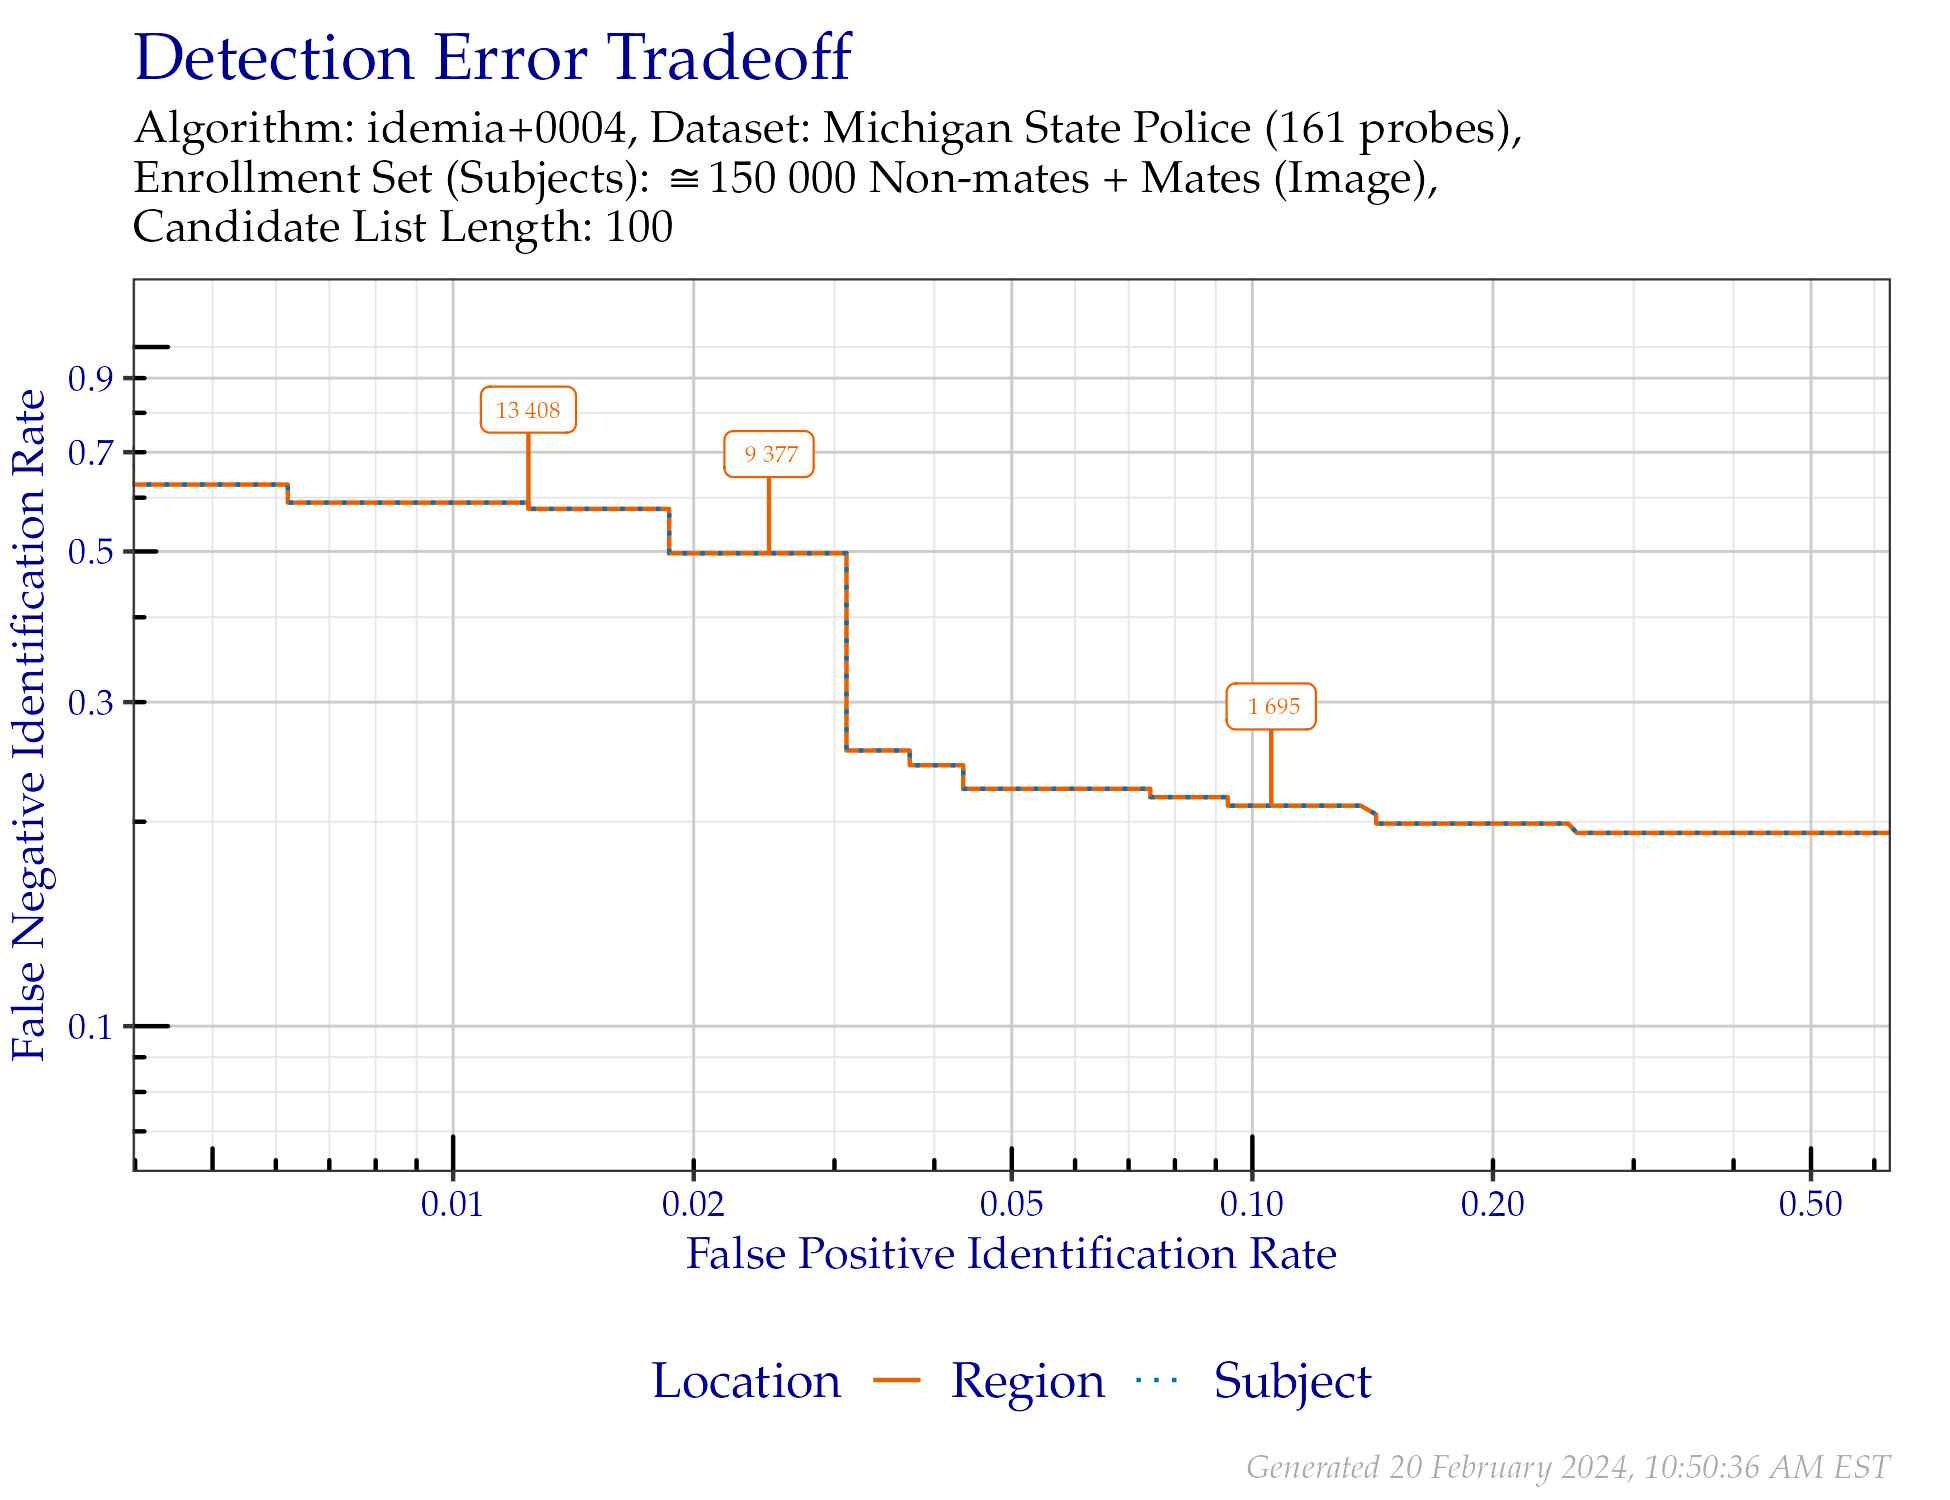 Detection Error Tradeoff
Algorithm: idemia+0004, Dataset: Michigan State Police (161 probes),
Enrollment Set (Subjects): ≅ 150 000 Non-mates + Mates (Image),
Candidate List Length: 100
False Negative Identification Rate
0.9
0.7
0.5
0.3
0.1
13 408
9 377
1 695
0.01 0.02 0.05 0.10 0.20 0.50
False Positive Identification Rate
Location Region Subject
Generated 20 February 2024, 10:50:36 AM EST